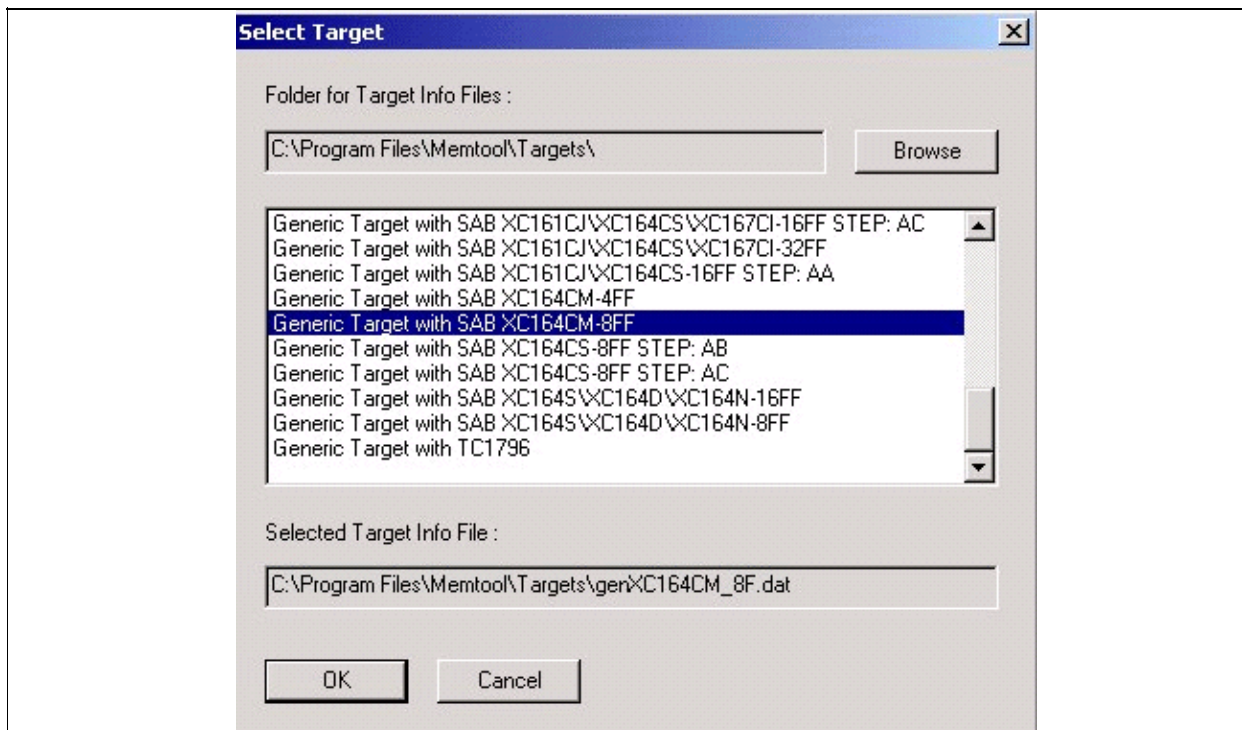 Select Target
Folder for Target Info Files :
C:\Program Files\Memtool\Targets\
Browse
Generic Target with SAB XC161CJ\XC164CS\XC167CI-16FF STEP: AC
Generic Target with SAB XC161CJ\XC164CS\XC167CI-32FF
Generic Target with SAB XC161CJ\XC164CS-16FF STEP: AA
Generic Target with SAB XC164CM-4FF
Generic Target with SAB XC164CM-8FF
Generic Target with SAB XC164CS-8FF STEP: AB
Generic Target with SAB XC164CS-8FF STEP: AC
Generic Target with SAB XC164S\XC164D\XC164N-16FF
Generic Target with SAB XC164S\XC164D\XC164N-8FF
Generic Target with TC1796
Selected Target Info File :
C:\Program Files\Memtool\Targets\genXC164CM_8F.dat
OK
Cancel